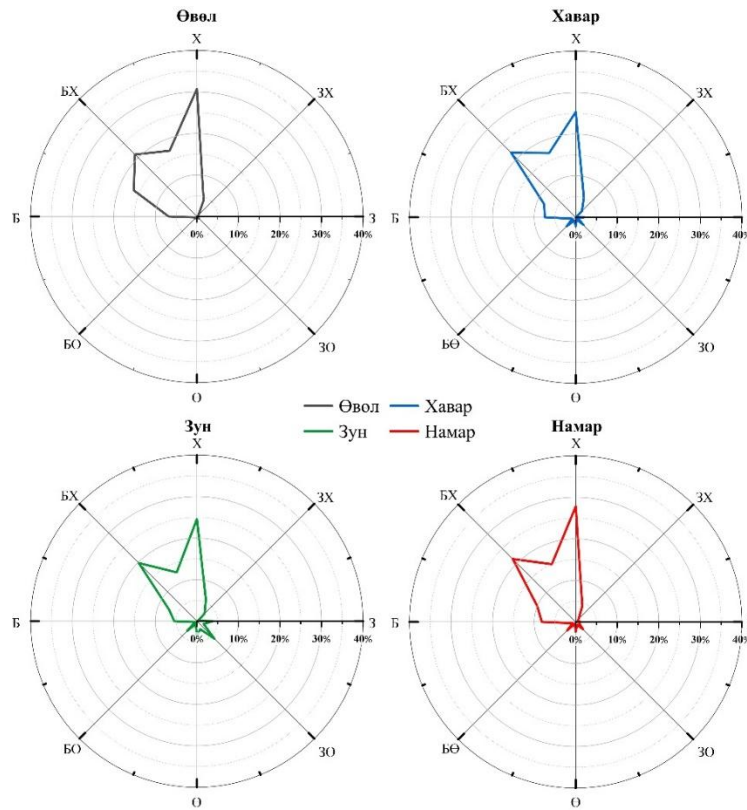 Өвөл
Х
БХ
ЗХ
Б
З
0% 10% 20% 30% 40%
БО
ЗО
О
Хавар
Х
БХ
ЗХ
Б
0% 10% 20% 30% 40%
БӨ
ЗО
Ө
Өвол
Хавар
Зун
Намар
Зун
Х
БХ
ЗХ
Б
З
0% 10% 20% 30% 40%
БО
ЗО
О
Намар
Х
БХ
ЗХ
Б
0% 10% 20% 30% 40%
БӨ
ЗО
Ө